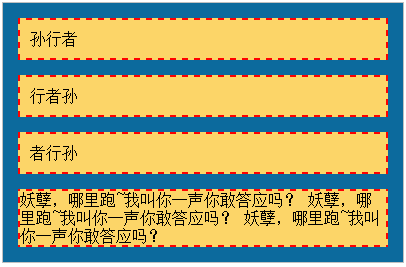 孙行者
行者孙
者行孙
妖孽，哪里跑~我叫你一声你敢答应吗？ 妖孽，哪
里跑~我叫你一声你敢答应吗？ 妖孽，哪里跑~我叫
你一声你敢答应吗？